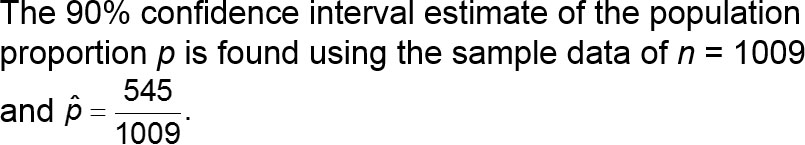 The 90% confidence interval estimate of the population
proportion p is found using the sample data of n = 1009
and p̂ = 545/1009.